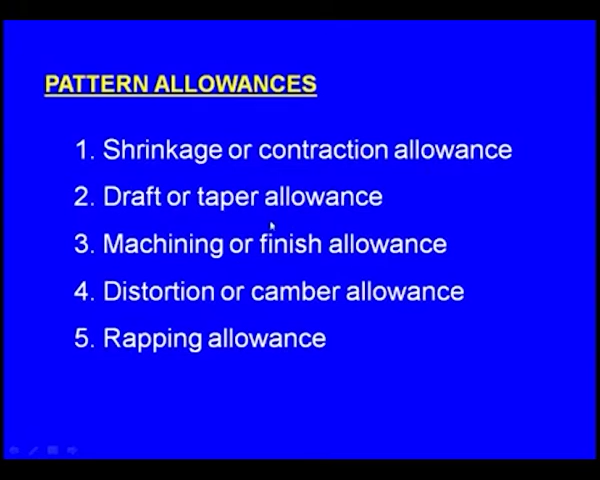 PATTERN ALLOWANCES
1. Shrinkage or contraction allowance
2. Draft or taper allowance
3. Machining or finish allowance
4. Distortion or camber allowance
5. Rapping allowance